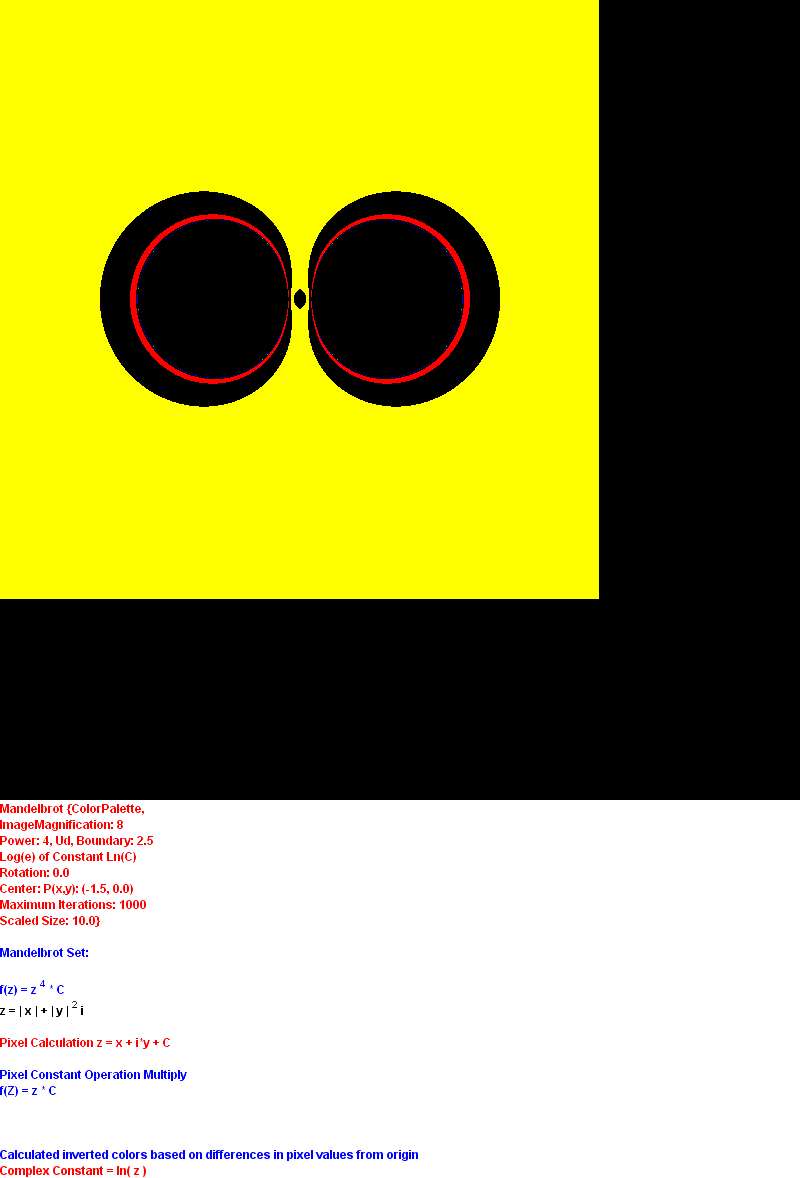 Mandelbrot {ColorPalette,
ImageMagnification: 8
Power: 4, Ud, Boundary: 2.5
Log(e) of Constant Ln(C)
Rotation: 0.0
Center: P(x,y): (-1.5, 0.0)
Maximum Iterations: 1000
Scaled Size: 10.0}
Mandelbrot Set:
f(z) = z ^4 * C
z = | x | + | y | ^2 i
Pixel Calculation z = x + i*y + C
Pixel Constant Operation Multiply
f(Z) = z * C
Calculated inverted colors based on differences in pixel values from origin
Complex Constant = ln( z )